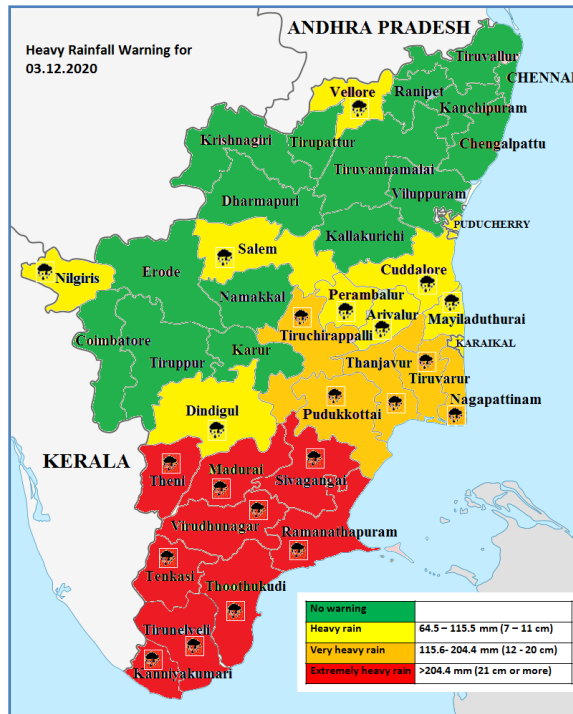 ANDHRA PRADESH
Heavy Rainfall Warning for
03.12.2020
Tiruvallur
CHENNAI
Vellore
Ranipet
Kanchipuram
Krishnagiri
Tirupattur
Chengalpattu
Tiruvannamalai
Dharmapuri
Viluppuram
PUDUCHERRY
Kallakurichi
Salem
Nilgiris
Erode
Cuddalore
Namakkal
Perambalur
Arivalur
Mayiladuthurai
Tiruchirappalli
Coimbatore
KARAIKAL
Karur
Tiruppur
Thanjavur
Tiruvarur
Nagapattinam
Dindigul
Pudukkottai
KERALA
Madurai
Theni
Sivagangai
Virudhunagar
Ramanathapuram
Tenkasi
Thoothukudi
Tirunelveli
Kanniyakumari
No warning
Heavy rain 64.5 – 115.5 mm (7 – 11 cm)
Very heavy rain 115.6- 204.4 mm (12 - 20 cm)
Extremely heavy rain >204.4 mm (21 cm or more)